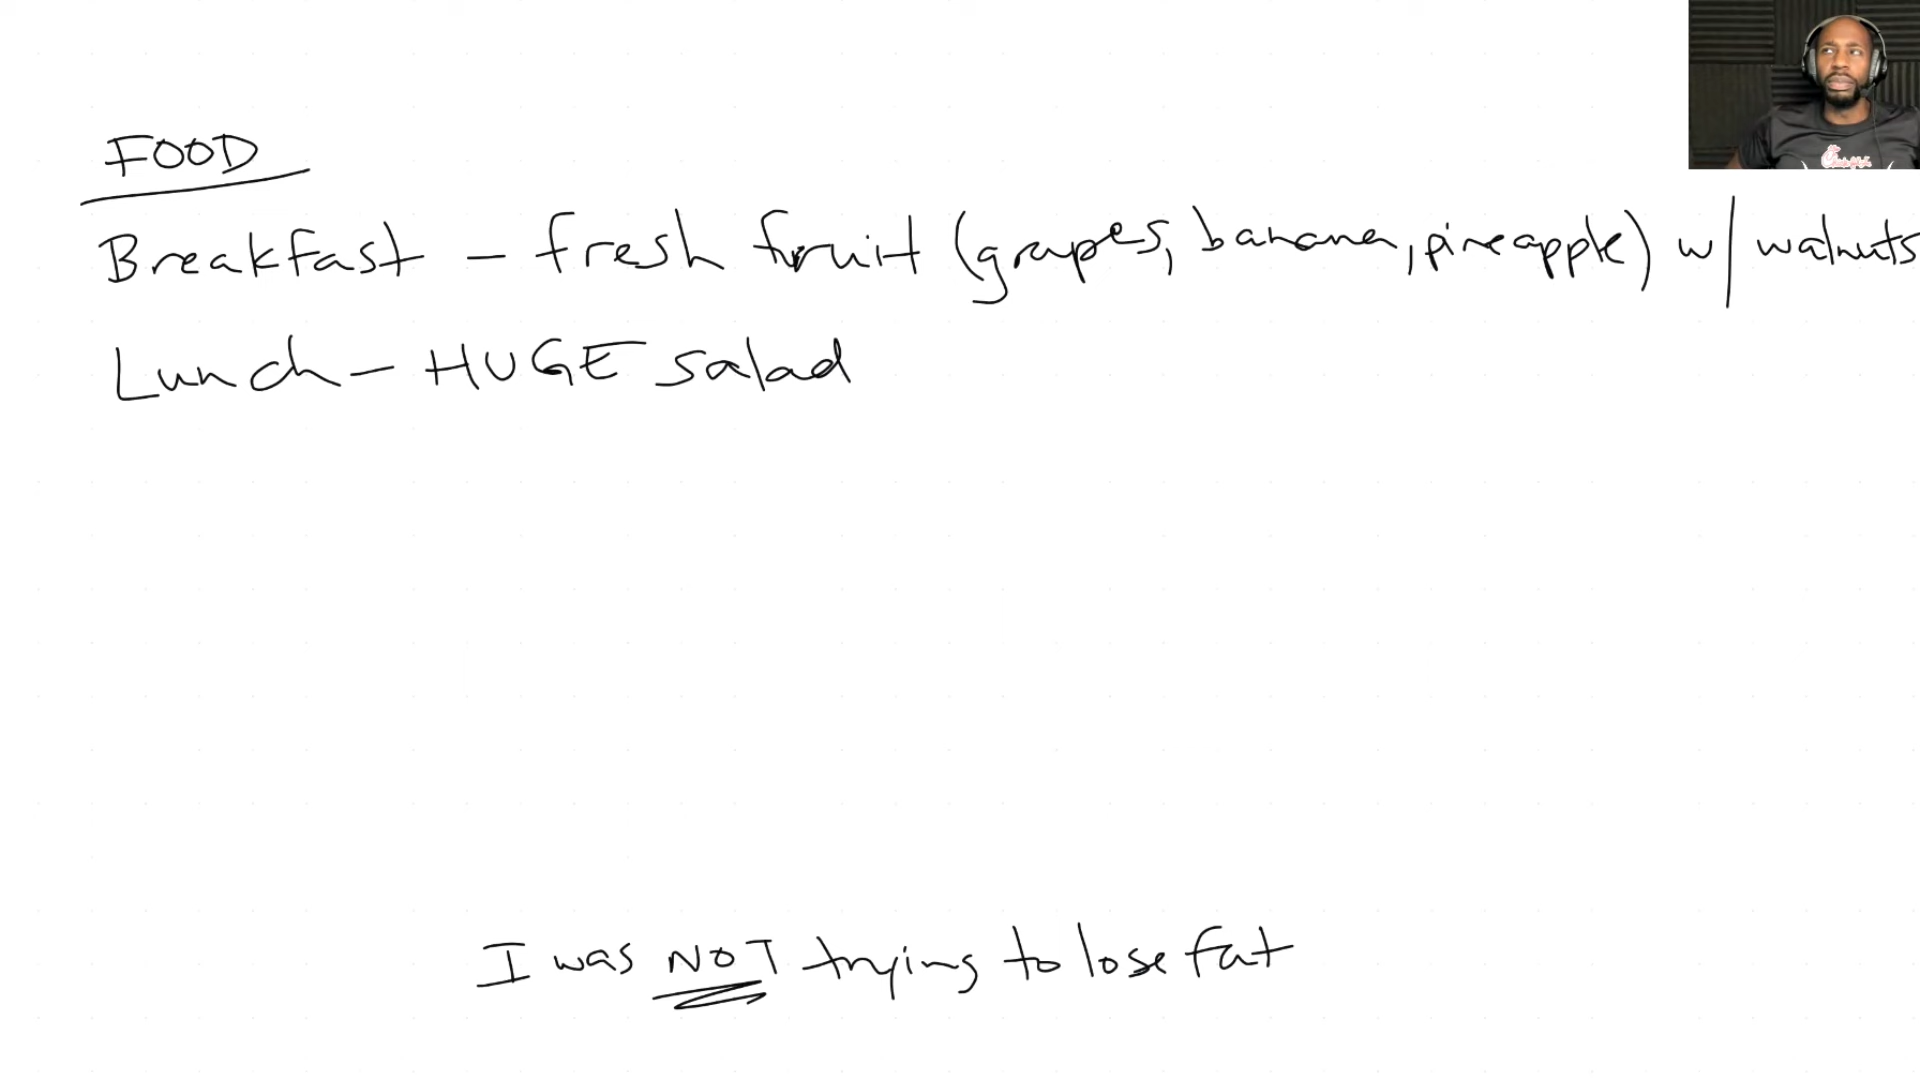 FOOD
Breakfast - fresh fruit (grapes, banana, pineapple) w/ walnuts
Lunch - HUGE salad
I was NOT trying to lose fat